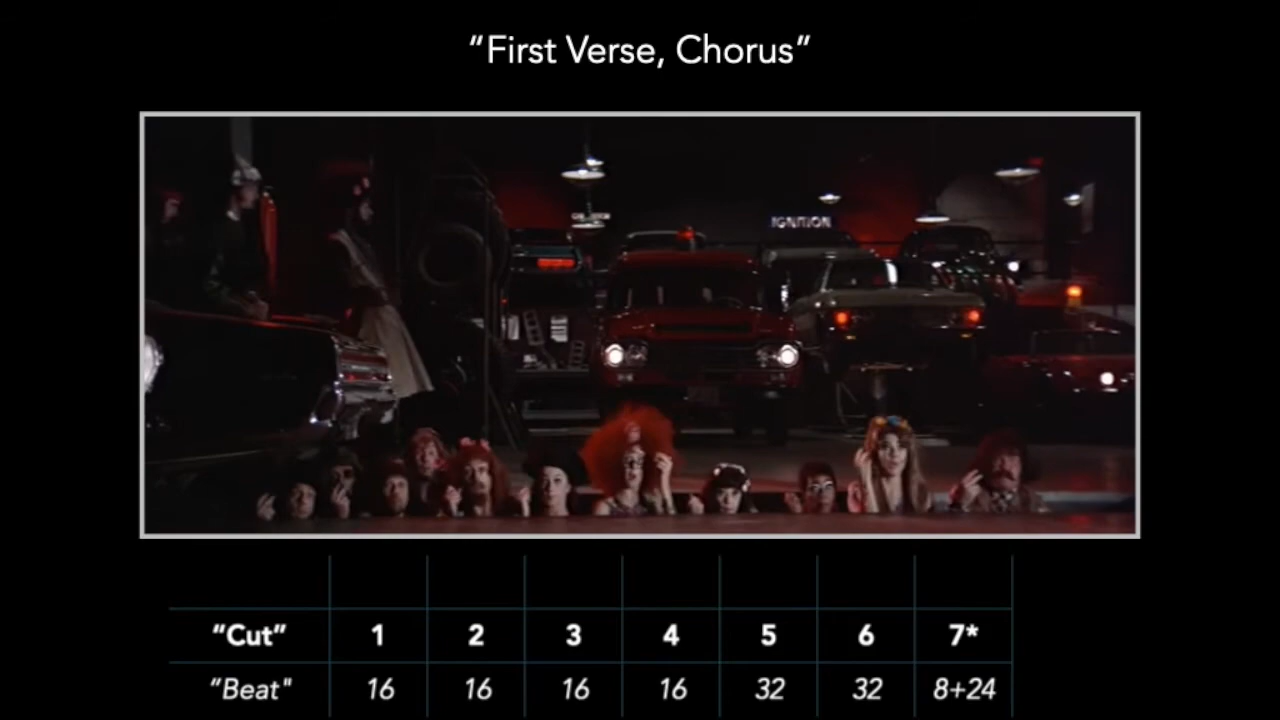 “First Verse, Chorus“
IGNITION
“Cut” 1 2 3 4 5 6 7*
“Beat" 16 16 16 16 32 32 8+24